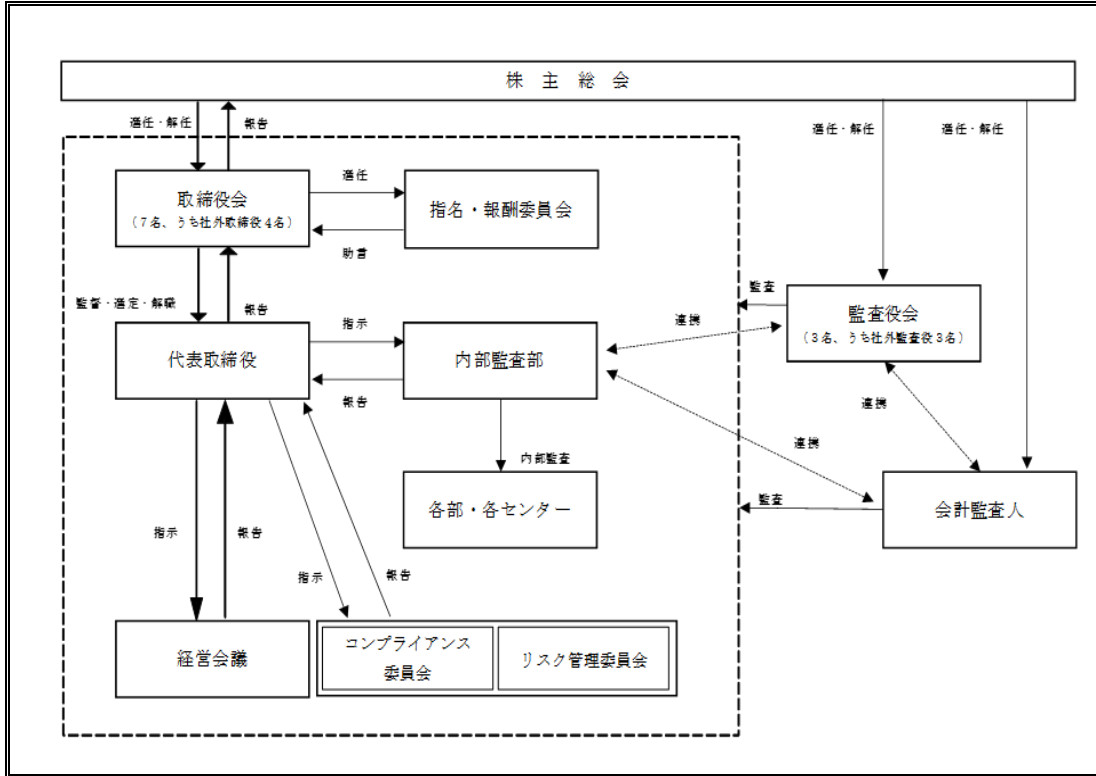 株主総会
選任・解任
報告
選任・解任
選任・解任
取締役会
(7名、うち社外取締役4名)
選任
指名・報酬委員会
助言
監督・選定・解職
報告
監査
監査役会
(3名、うち社外監査役3名)
連携
指示
代表取締役
内部監査部
報告
連携
連携
内部監査
各部・各センター
監査
会計監査人
指示
報告
指示
報告
経営会議
コンプライアンス
委員会
リスク管理委員会